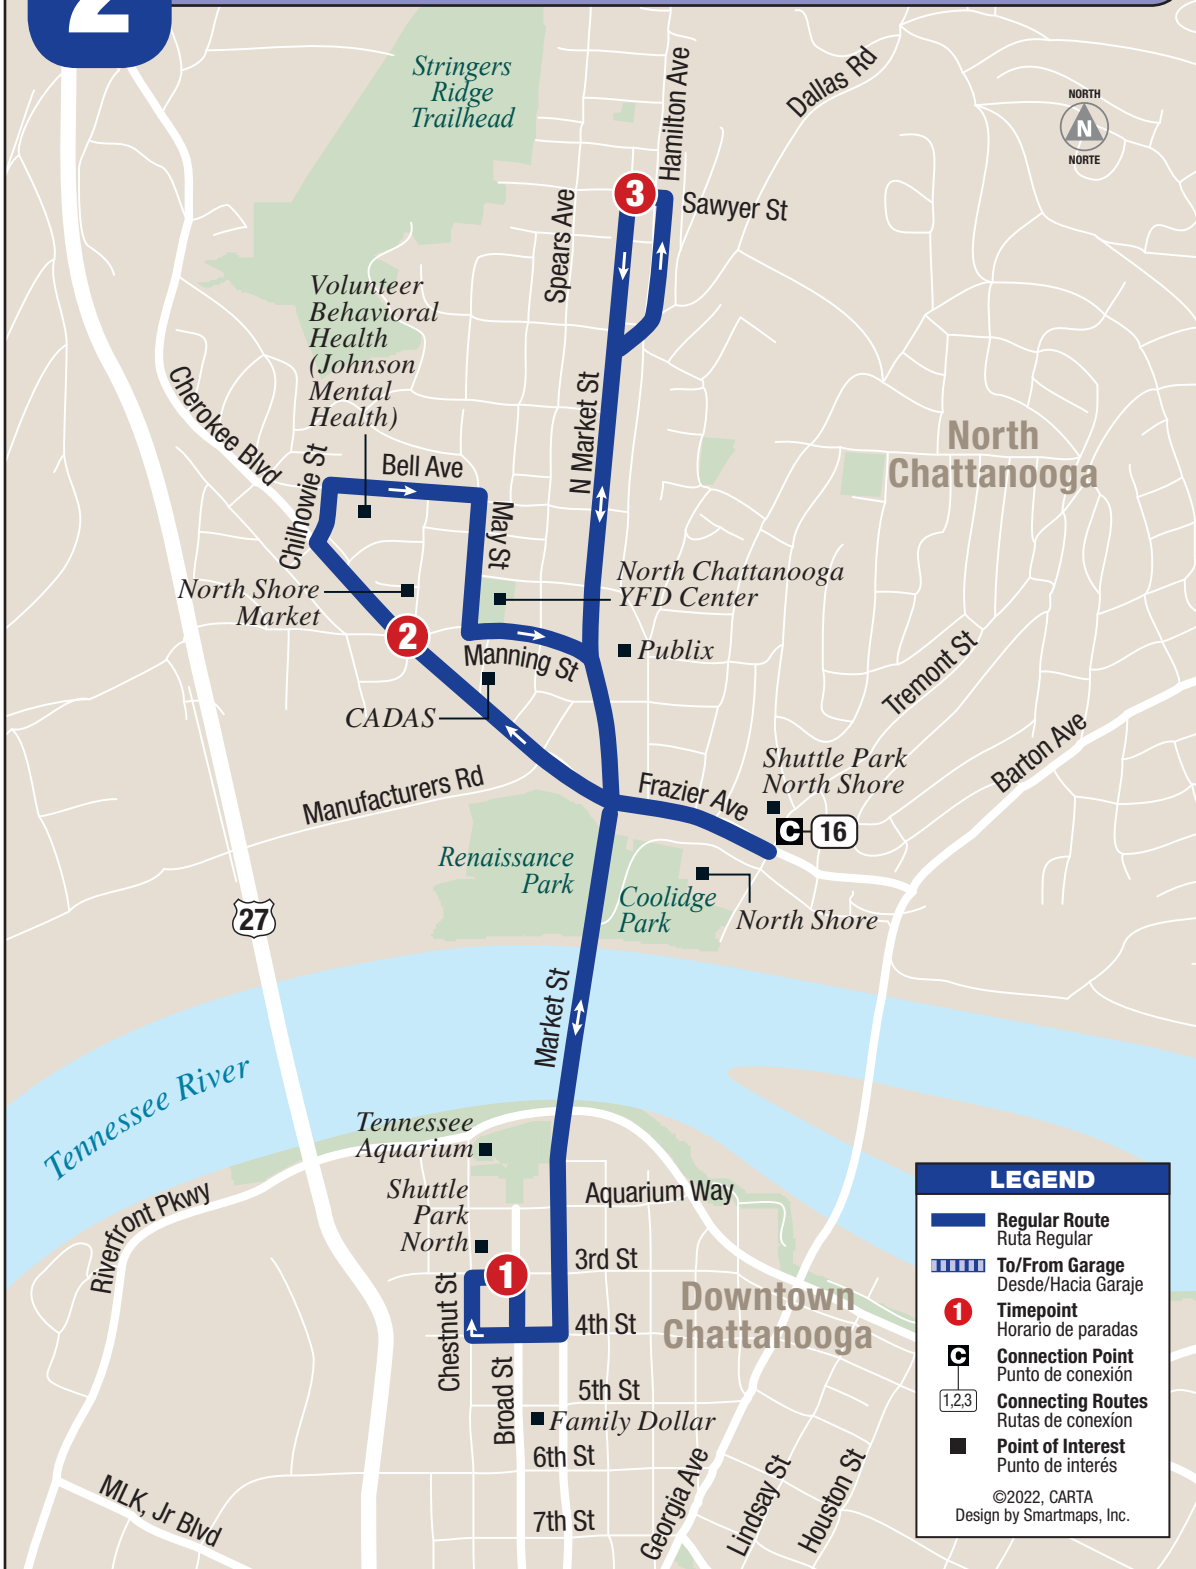 2
Stringers
Ridge
Trailhead
Hamilton Ave
Dallas Rd
NORTH
N
NORTE
3
Sawyer St
Spears Ave
Volunteer
Behavioral
Health
(Johnson
Mental
Health)
Cherokee Blvd
N Market St
North
Chattanooga
Chilhowie St
Bell Ave
May St
North Shore
Market
North Chattanooga
YFD Center
2
Manning St
Publix
CADAS
Tremont St
Barton Ave
Manufacturers Rd
Frazier Ave
Shuttle Park
North Shore
C
16
Renaissance
Park
Coolidge
Park
North Shore
27
Market St
Tennessee River
Tennessee
Aquarium
Riverfront Pkwy
Shuttle
Park
North
Aquarium Way
1
3rd St
Chestnut St
4th St
Downtown
Chattanooga
Broad St
5th St
Family Dollar
6th St
MLK, Jr Blvd
7th St
Georgia Ave
Lindsay St
Houston St
LEGEND
Regular Route
Ruta Regular
To/From Garage
Desde/Hacia Garaje
1
Timepoint
Horario de paradas
C
Connection Point
Punto de conexión
1,2,3
Connecting Routes
Rutas de conexíon
Point of Interest
Punto de interés
©2022, CARTA
Design by Smartmaps, Inc.